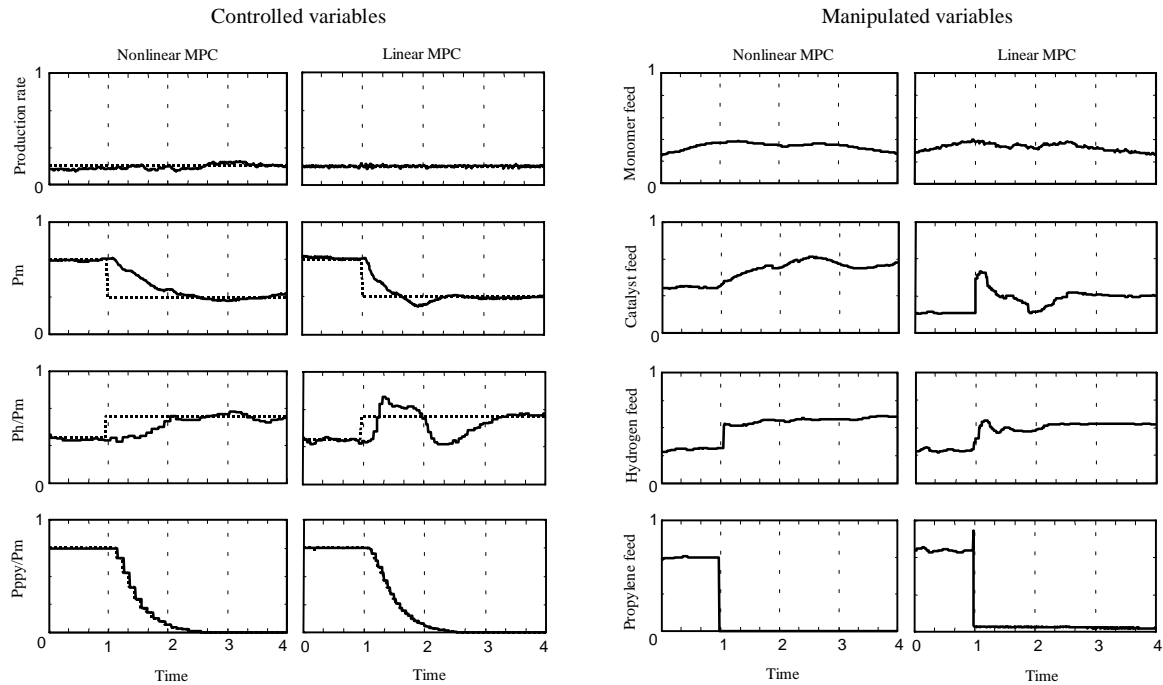 Controlled variables
Manipulated variables
Nonlinear MPC
Linear MPC
Nonlinear MPC
Linear MPC
1
Production rate
0
1
Monomer feed
0
1
Pm
0
1
Catalyst feed
0
1
Ph/Pm
0
1
Hydrogen feed
0
1
Pppy/Pm
0
1
Propylene feed
0
1 2 3 4
1 2 3 4
1 2 3 4
1 2 3 4
Time
Time
Time
Time